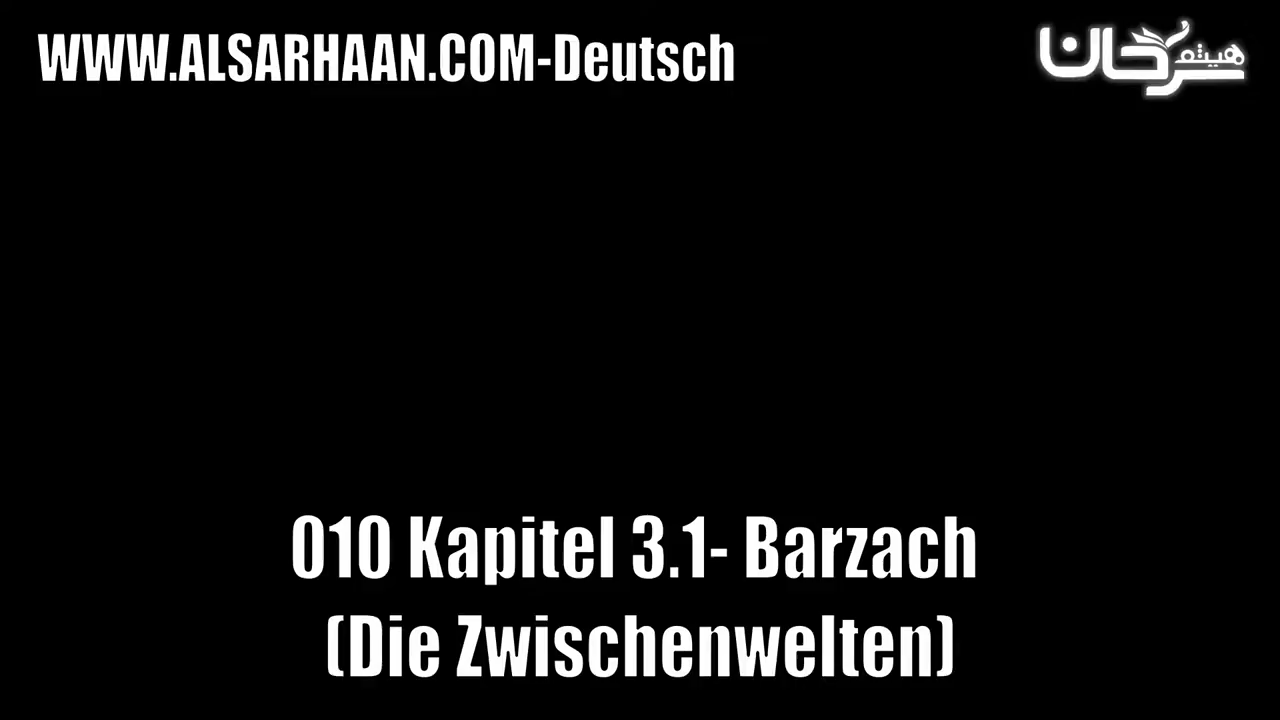 WWW.ALSARHAAN.COM-Deutsch
هيثم سرحان
010 Kapitel 3.1- Barzach
(Die Zwischenwelten)